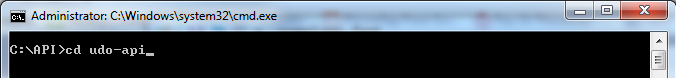 Administrator: C:\Windows\system32\cmd.exe
C:\API>cd udo-api_